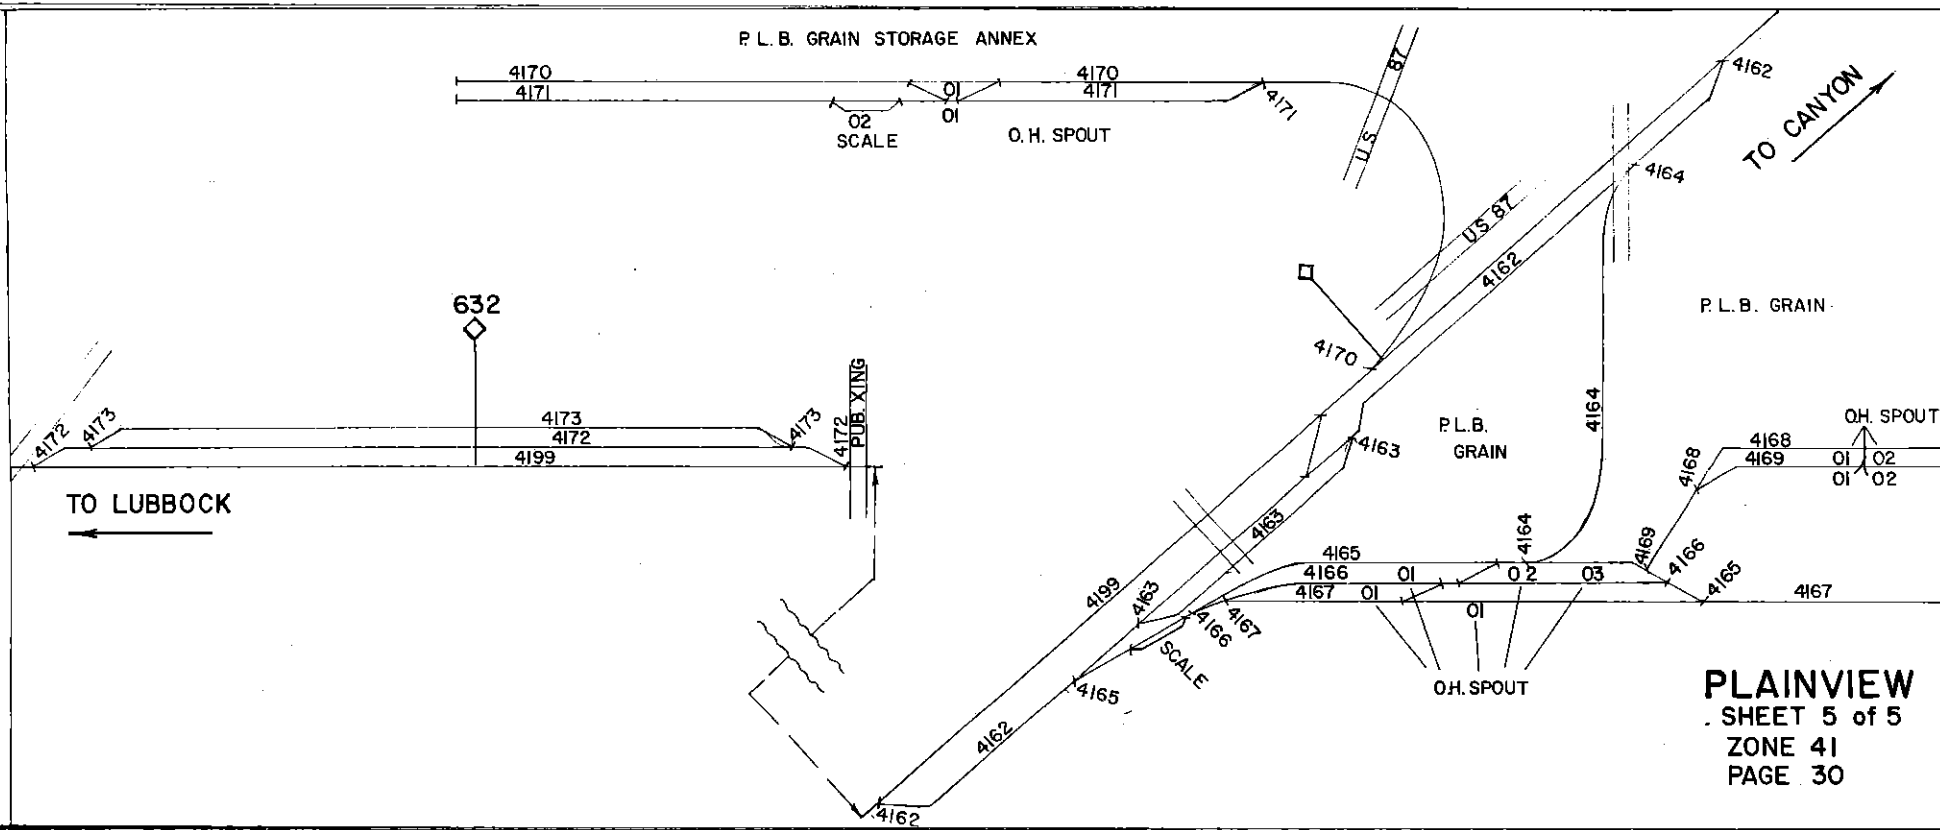 P. L. B. GRAIN STORAGE ANNEX
4170
4170
4171
4171
01
01
02
SCALE
O. H. SPOUT
4171
U.S. 87
4162
TO CANYON
4164
U.S. 87
4162
P. L. B. GRAIN
632
4170
PUB. XING
4173
4173
4173
4172
4172
4172
4199
TO LUBBOCK
4163
P. L. B.
GRAIN
4164
O.H. SPOUT
4168
4168
4169
01
02
01
02
4163
4164
4169
4166
4165
4165
4166
01
02
03
4167
01
01
4167
4199
4163
4166
4167
SCALE
4165
O.H. SPOUT
4162
4162
PLAINVIEW
SHEET 5 of 5
ZONE 41
PAGE 30